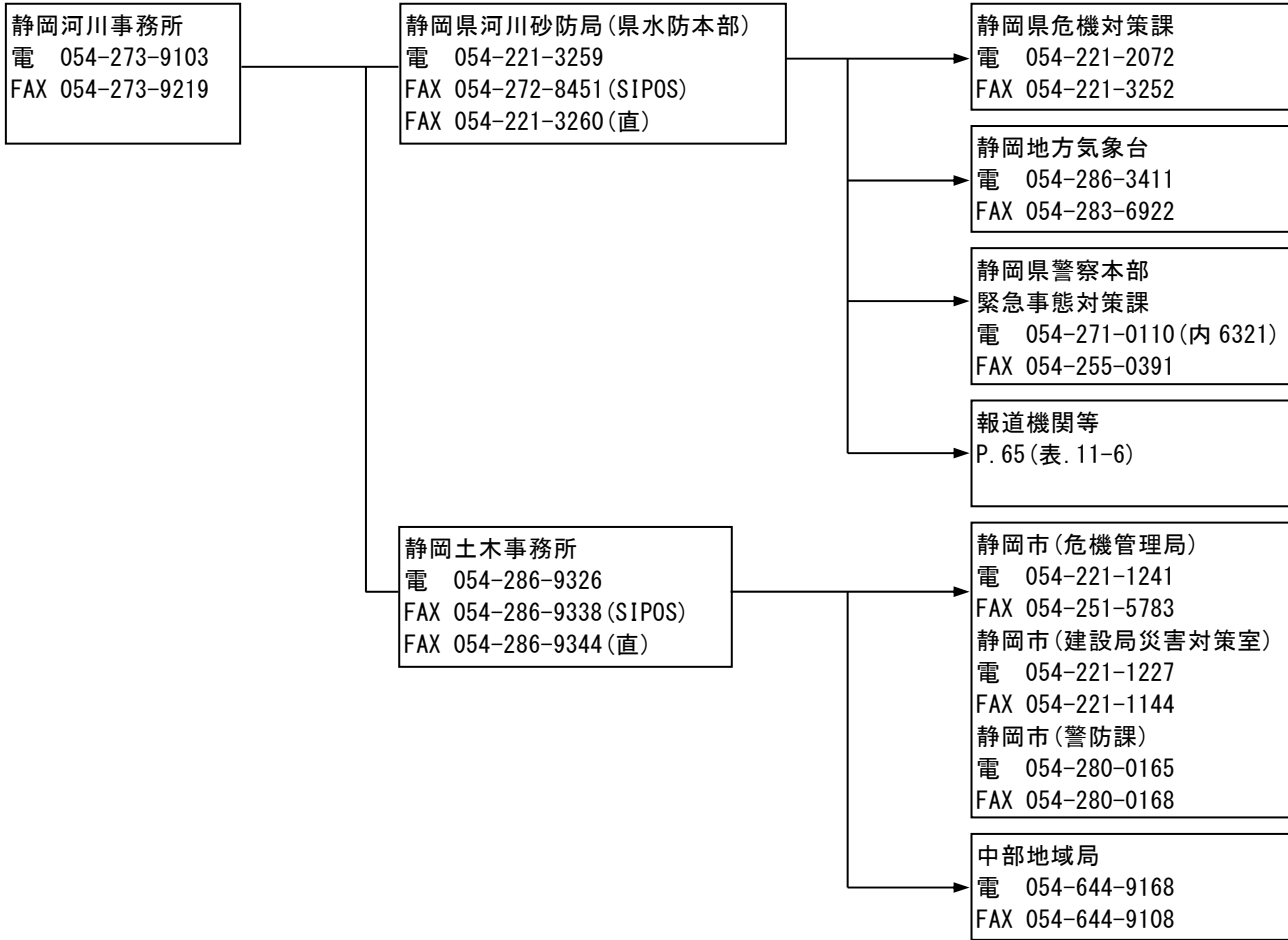 静岡河川事務所
電　054-273-9103
FAX 054-273-9219
静岡県河川砂防局(県水防本部)
電　054-221-3259
FAX 054-272-8451(SIPOS)
FAX 054-221-3260(直)
静岡県危機対策課
電　054-221-2072
FAX 054-221-3252
静岡地方気象台
電　054-286-3411
FAX 054-283-6922
静岡県警察本部
緊急事態対策課
電　054-271-0110(内 6321)
FAX 054-255-0391
報道機関等
P.65(表.11-6)
静岡土木事務所
電　054-286-9326
FAX 054-286-9338(SIPOS)
FAX 054-286-9344(直)
静岡市(危機管理局)
電　054-221-1241
FAX 054-251-5783
静岡市(建設局災害対策室)
電　054-221-1227
FAX 054-221-1144
静岡市(警防課)
電　054-280-0165
FAX 054-280-0168
中部地域局
電　054-644-9168
FAX 054-644-9108